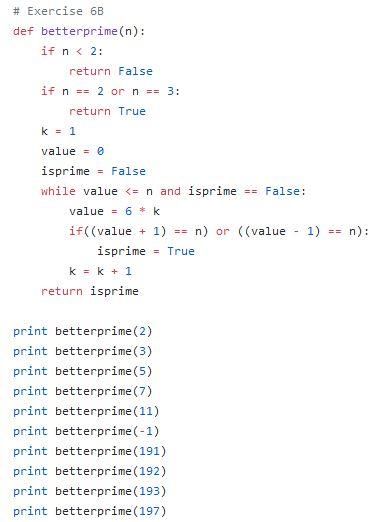 # Exercise 6B
def betterprime(n):
    if n < 2:
        return False
    if n == 2 or n == 3:
        return True
    k = 1
    value = 0
    isprime = False
    while value <= n and isprime == False:
        value = 6 * k
        if((value + 1) == n) or ((value - 1) == n):
            isprime = True
        k = k + 1
    return isprime

print betterprime(2)
print betterprime(3)
print betterprime(5)
print betterprime(7)
print betterprime(11)
print betterprime(-1)
print betterprime(191)
print betterprime(192)
print betterprime(193)
print betterprime(197)